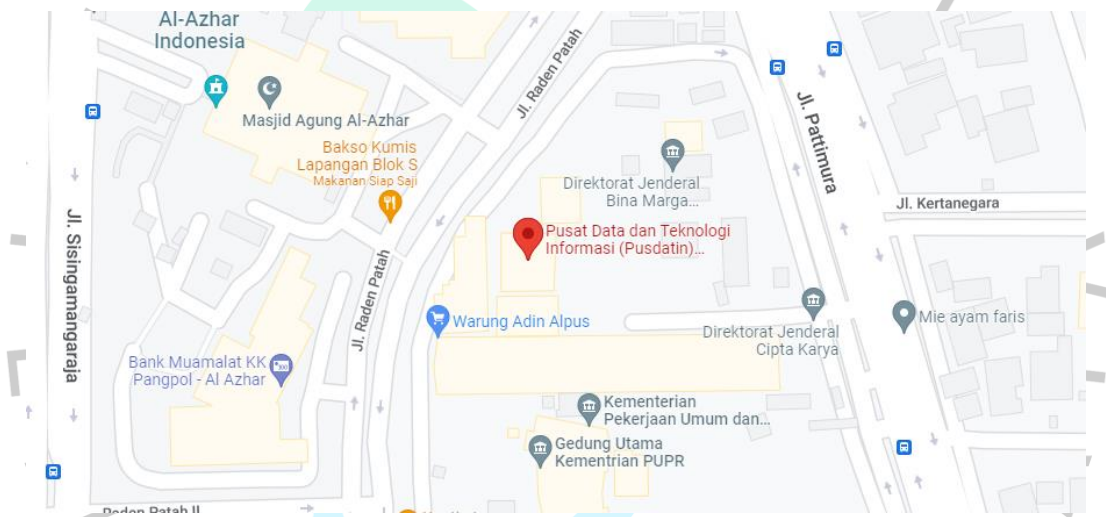 Al-Azhar
Indonesia
Masjid Agung Al-Azhar
Bakso Kumis
Lapangan Blok S
Makanan Siap Saji
Jl. Raden Patah
Jl. Pattimura
Direktorat Jenderal
Bina Marga...
Jl. Kertanegara
Jl. Sisingamangaraja
Pusat Data dan Teknologi
Informasi (Pusdatin)...
Jl. Raden Patah
Warung Adin Alpus
Direktorat Jenderal
Cipta Karya
Mie ayam faris
Bank Muamalat KK
Pangpol - Al Azhar
Kementerian
Pekerjaan Umum dan...
Gedung Utama
Kementrian PUPR
Raden Patah II